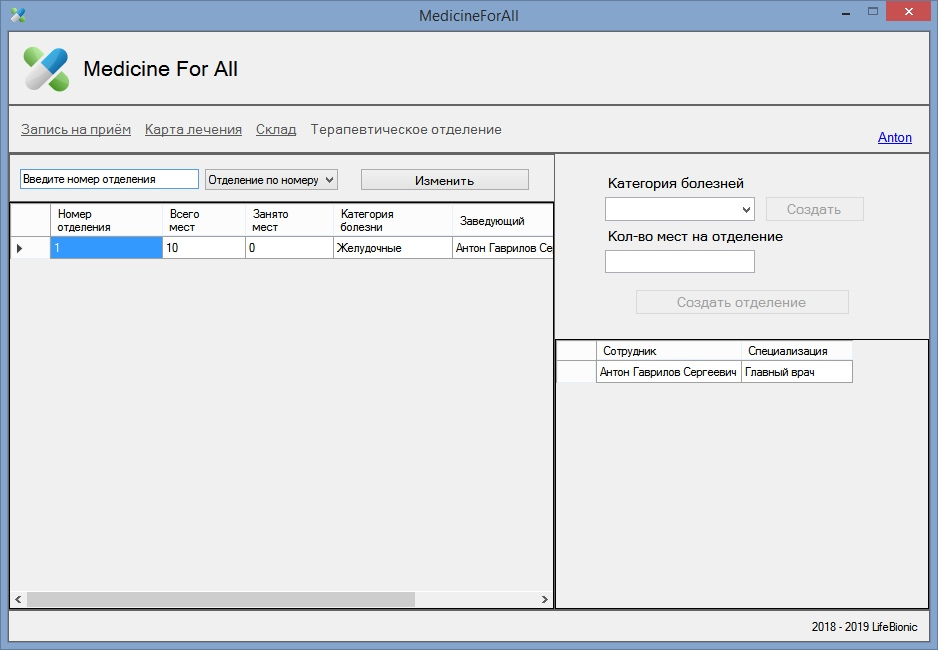 MedicineForAll
Medicine For All
Запись на приём Карта лечения Склад Терапевтическое отделение
Anton
Введите номер отделения Отделение по номеру Изменить
Номер отделения Всего мест Занято мест Категория болезни Заведующий
1 10 0 Желудочные Антон Гаврилов Се
Категория болезней
Создать
Кол-во мест на отделение
Создать отделение
Сотрудник Специализация
Антон Гаврилов Сергеевич Главный врач
2018 - 2019 LifeBionic